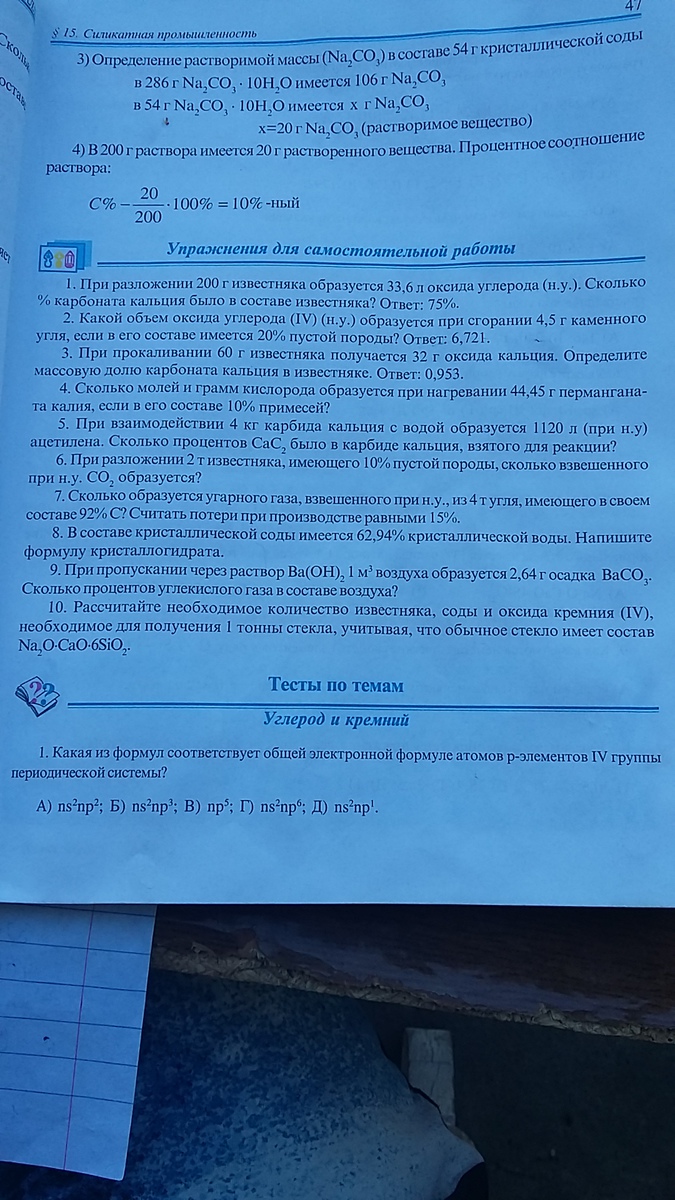 47
§ 15. Силикатная промышленность
3) Определение растворимой массы (Na₂CO₃) в составе 54 г кристаллической соды
в 286 г Na₂CO₃ · 10H₂O имеется 106 г Na₂CO₃
в 54 г Na₂CO₃ · 10H₂O имеется x г Na₂CO₃
x=20 г Na₂CO₃ (растворимое вещество)
4) В 200 г раствора имеется 20 г растворенного вещества. Процентное соотношение
раствора:
C% − 20/200 · 100% = 10% -ный
Упражнения для самостоятельной работы
1. При разложении 200 г известняка образуется 33,6 л оксида углерода (н.у.). Сколько
% карбоната кальция было в составе известняка? Ответ: 75%.
2. Какой объем оксида углерода (IV) (н.у.) образуется при сгорании 4,5 г каменного
угля, если в его составе имеется 20% пустой породы? Ответ: 6,721.
3. При прокаливании 60 г известняка получается 32 г оксида кальция. Определите
массовую долю карбоната кальция в известняке. Ответ: 0,953.
4. Сколько молей и грамм кислорода образуется при нагревании 44,45 г пермангана-
та калия, если в его составе 10% примесей?
5. При взаимодействии 4 кг карбида кальция с водой образуется 1120 л (при н.у)
ацетилена. Сколько процентов CaC₂ было в карбиде кальция, взятого для реакции?
6. При разложении 2 т известняка, имеющего 10% пустой породы, сколько взвешенного
при н.у. CO₂ образуется?
7. Сколько образуется угарного газа, взвешенного при н.у., из 4 т угля, имеющего в своем
составе 92% C? Считать потери при производстве равными 15%.
8. В составе кристаллической соды имеется 62,94% кристаллической воды. Напишите
формулу кристаллогидрата.
9. При пропускании через раствор Ba(OH)₂ 1 м³ воздуха образуется 2,64 г осадка BaCO₃.
Сколько процентов углекислого газа в составе воздуха?
10. Рассчитайте необходимое количество известняка, соды и оксида кремния (IV),
необходимое для получения 1 тонны стекла, учитывая, что обычное стекло имеет состав
Na₂O·CaO·6SiO₂.
Тесты по темам
Углерод и кремний
1. Какая из формул соответствует общей электронной формуле атомов p-элементов IV группы
периодической системы?
А) ns²np²; Б) ns²np³; В) np⁵; Г) ns²np⁶; Д) ns²np¹.